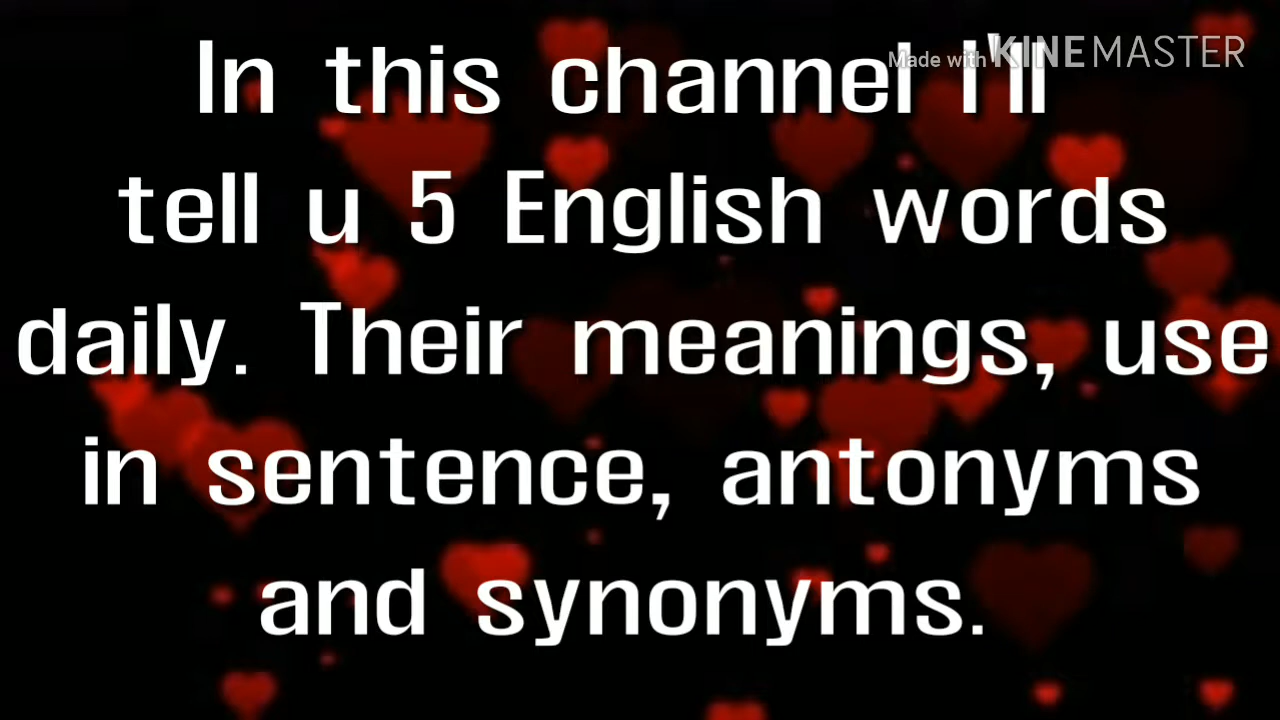 Made with KINEMASTER
In this channel I'll
tell u 5 English words
daily. Their meanings, use
in sentence, antonyms
and synonyms.